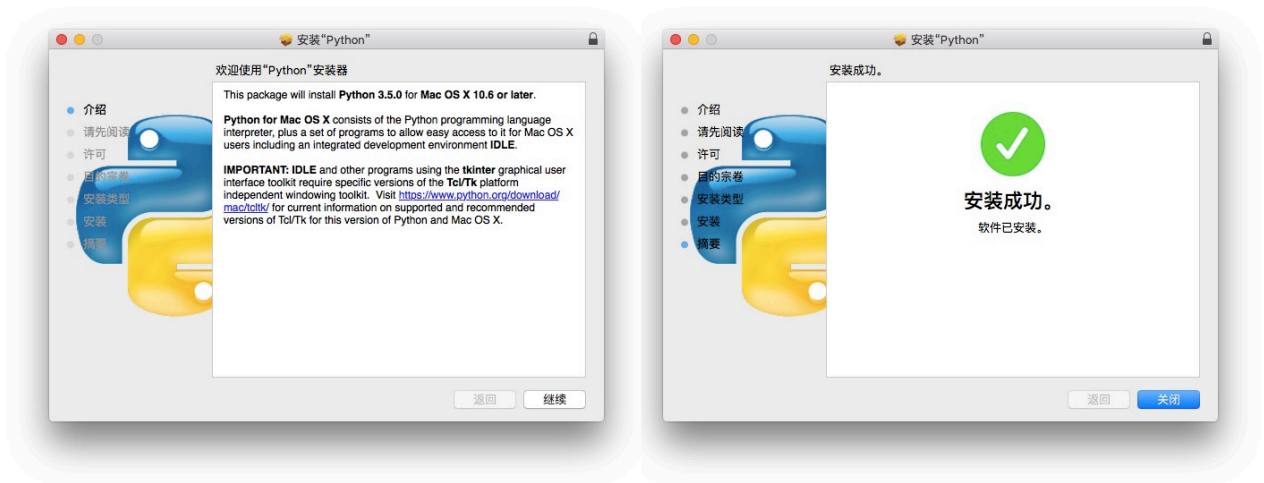 安装“Python”
欢迎使用“Python”安装器
介绍
请先阅读
许可
目的宗卷
安装类型
安装
摘要
This package will install Python 3.5.0 for Mac OS X 10.6 or later.
Python for Mac OS X consists of the Python programming language
interpreter, plus a set of programs to allow easy access to it for Mac OS X
users including an integrated development environment IDLE.
IMPORTANT: IDLE and other programs using the tkinter graphical user
interface toolkit require specific versions of the Tcl/Tk platform
independent windowing toolkit. Visit https://www.python.org/download/
mac/tcltk/ for current information on supported and recommended
versions of Tcl/Tk for this version of Python and Mac OS X.
返回
继续
安装“Python”
安装成功。
介绍
请先阅读
许可
目的宗卷
安装类型
安装
摘要
安装成功。
软件已安装。
返回
关闭